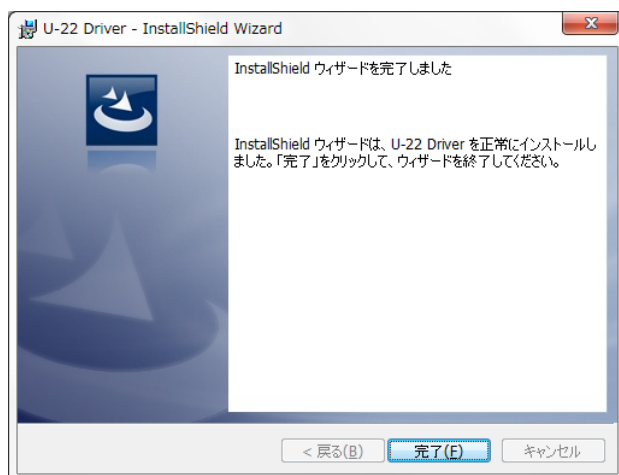 U-22 Driver - InstallShield Wizard
InstallShield ウィザードを完了しました
InstallShield ウィザードは、U-22 Driver を正常にインストールし
ました。「完了」をクリックして、ウィザードを終了してください。
< 戻る(B) 完了(F) キャンセル